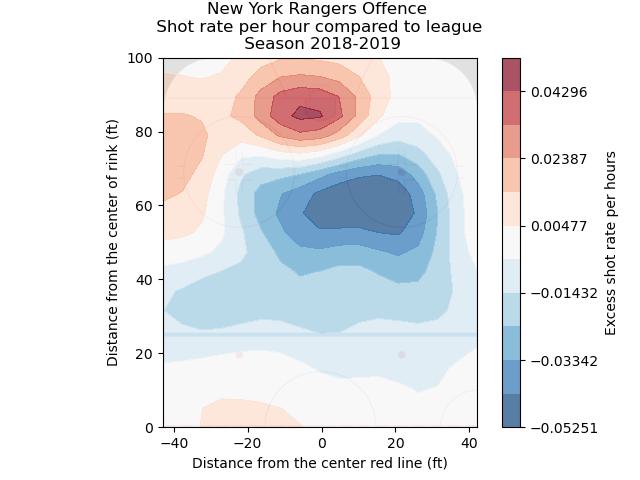 New York Rangers Offence
Shot rate per hour compared to league
Season 2018-2019
100
80
60
40
20
0
−40
−20
0
20
40
Distance from the center of rink (ft)
Distance from the center red line (ft)
0.04296
0.02387
0.00477
−0.01432
−0.03342
−0.05251
Excess shot rate per hours